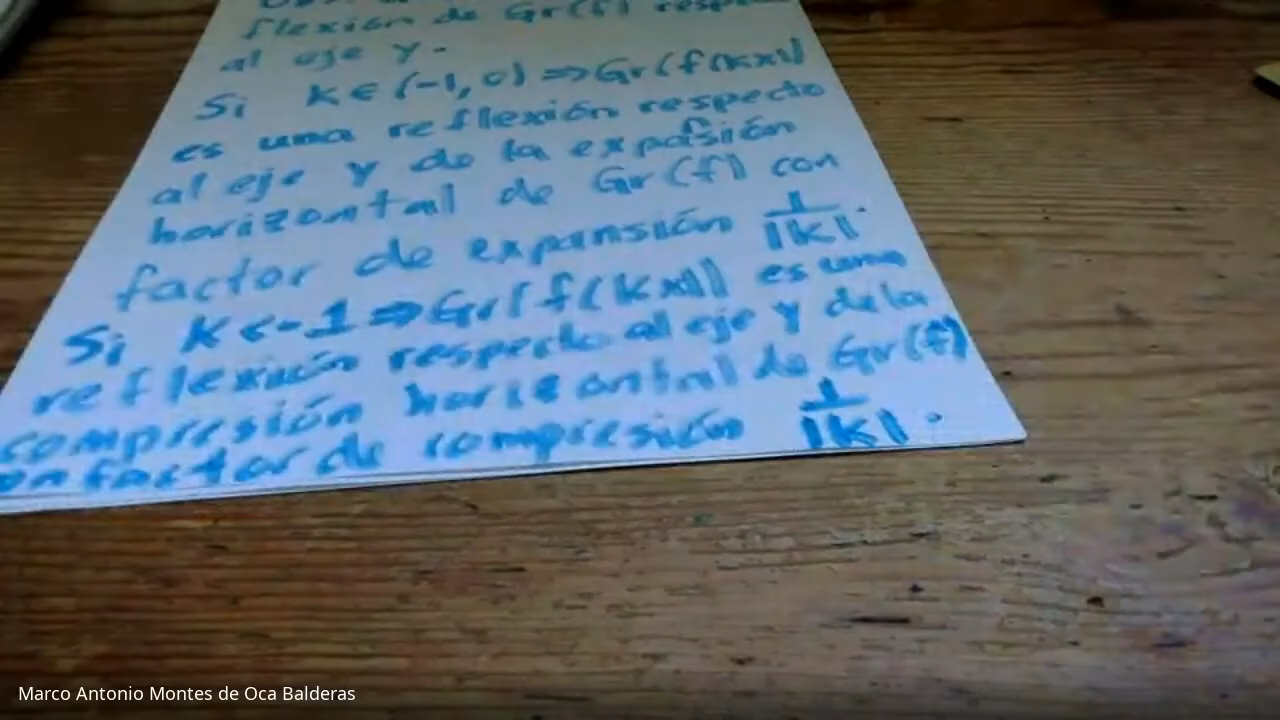 flexión de Gr(f) respe
al eje y.
Si K∈(-1,0)⇒Gr(f(kx))
es una reflexión respecto
al eje y de la expansión
horizontal de Gr(f) con
factor de expansión 1/|k|.
Si K<-1⇒Gr(f(kx)) es una
reflexión respecto al eje y de la
compresión horizontal de Gr(f)
on factor de compresión 1/|k|.
Marco Antonio Montes de Oca Balderas